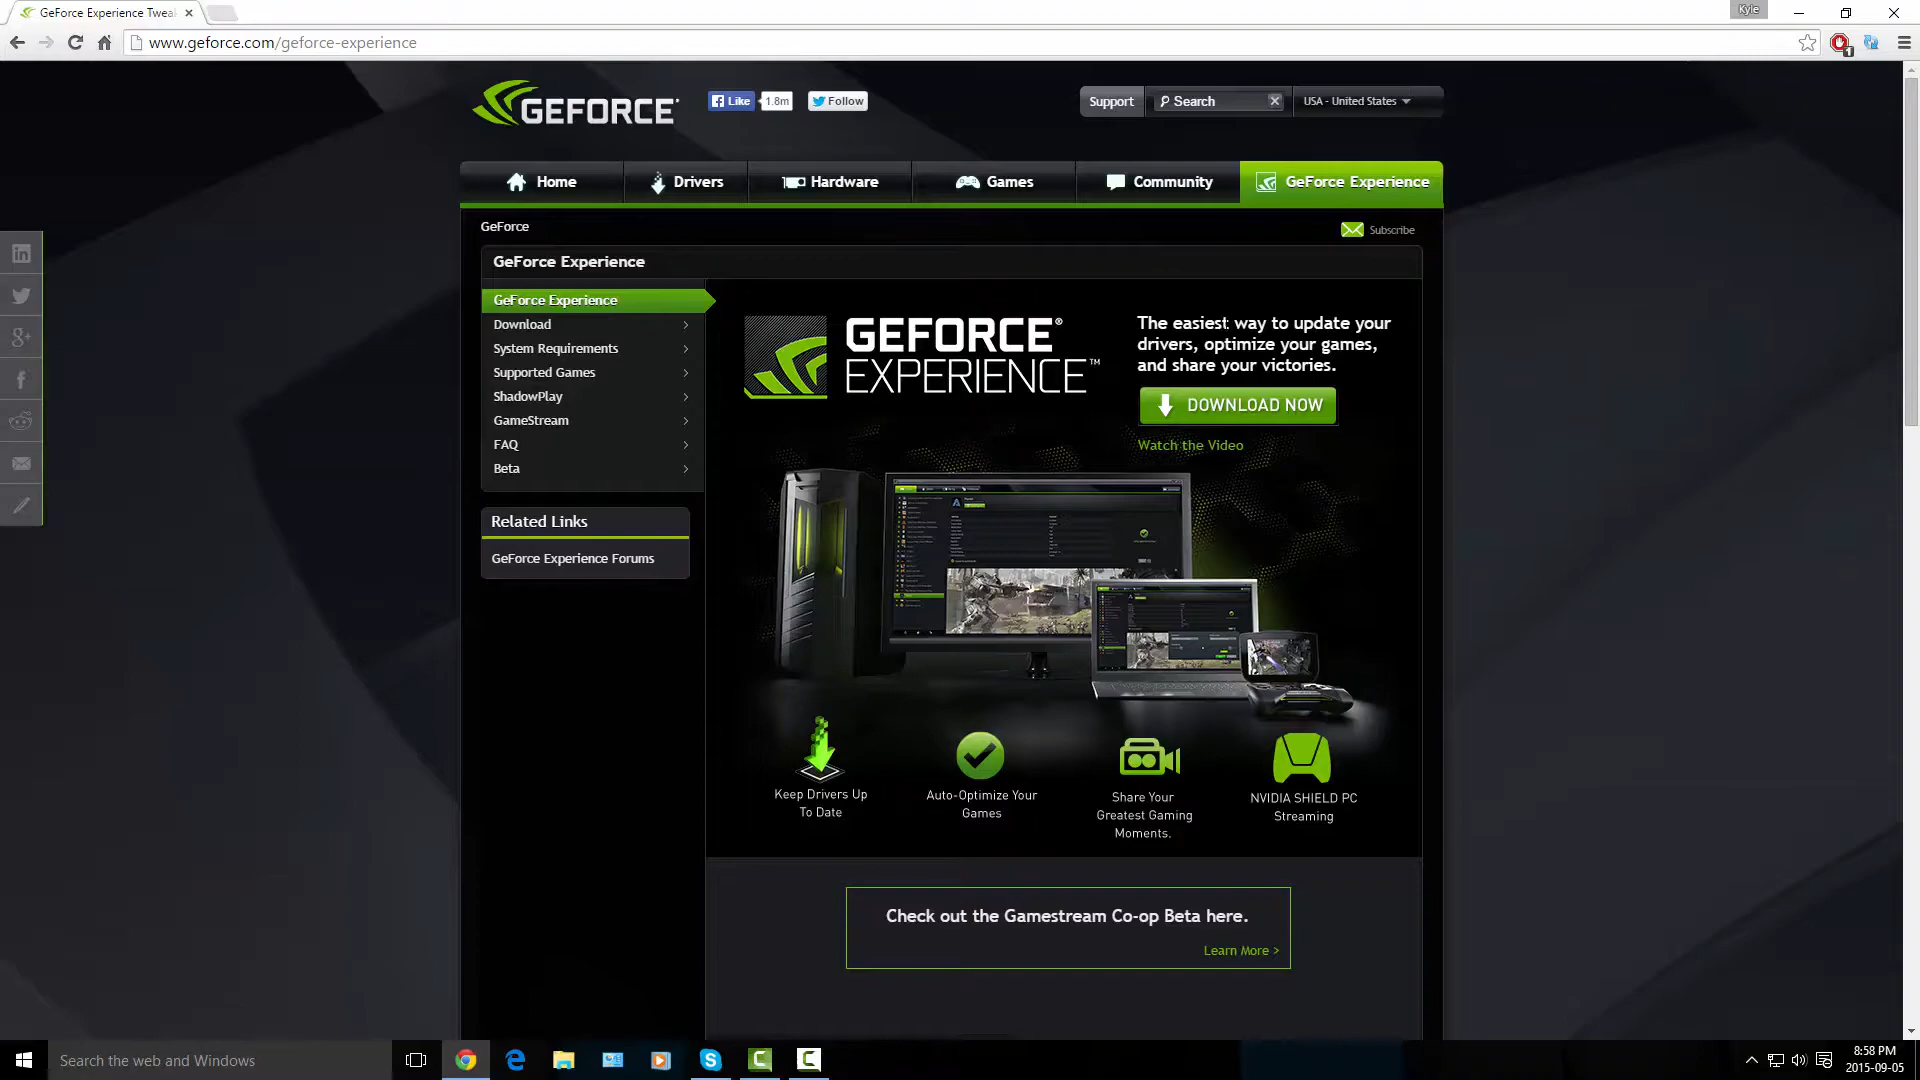 GeForce Experience Tweak
Kyle
www.geforce.com/geforce-experience
1
GEFORCE
Like
1.8m
Follow
Support
Search
USA - United States
Home
Drivers
Hardware
Games
Community
GeForce Experience
GeForce
Subscribe
GeForce Experience
GeForce Experience
Download
System Requirements
Supported Games
ShadowPlay
GameStream
FAQ
Beta
Related Links
GeForce Experience Forums
GEFORCE®
EXPERIENCE™
The easiest way to update your
drivers, optimize your games,
and share your victories.
DOWNLOAD NOW
Watch the Video
Keep Drivers Up
To Date
Auto-Optimize Your
Games
Share Your
Greatest Gaming
Moments.
NVIDIA SHIELD PC
Streaming
Check out the Gamestream Co-op Beta here.
Learn More >
Search the web and Windows
8:58 PM
2015-09-05